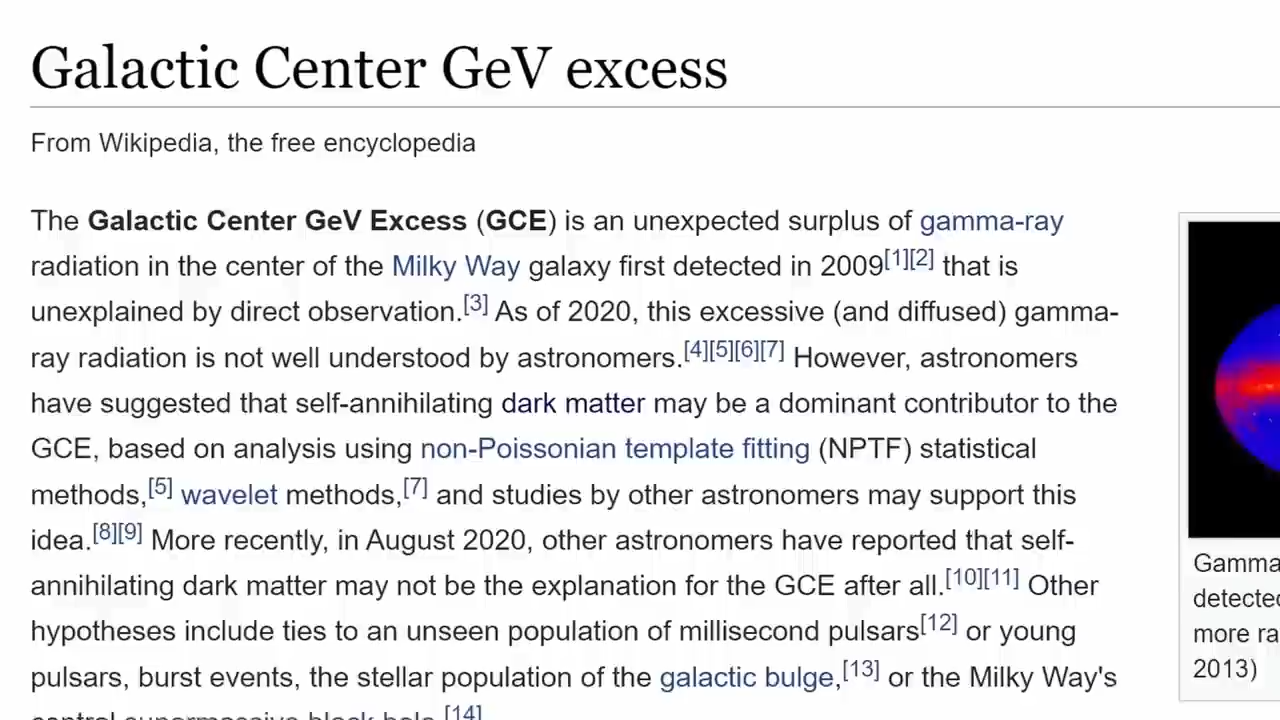 Galactic Center GeV excess
From Wikipedia, the free encyclopedia
The Galactic Center GeV Excess (GCE) is an unexpected surplus of gamma-ray
radiation in the center of the Milky Way galaxy first detected in 2009[1][2] that is
unexplained by direct observation.[3] As of 2020, this excessive (and diffused) gamma-
ray radiation is not well understood by astronomers.[4][5][6][7] However, astronomers
have suggested that self-annihilating dark matter may be a dominant contributor to the
GCE, based on analysis using non-Poissonian template fitting (NPTF) statistical
methods,[5] wavelet methods,[7] and studies by other astronomers may support this
idea.[8][9] More recently, in August 2020, other astronomers have reported that self-
annihilating dark matter may not be the explanation for the GCE after all.[10][11] Other
hypotheses include ties to an unseen population of millisecond pulsars[12] or young
pulsars, burst events, the stellar population of the galactic bulge,[13] or the Milky Way's
central supermassive black hole.[14]
Gamma
detected
more ra
2013)